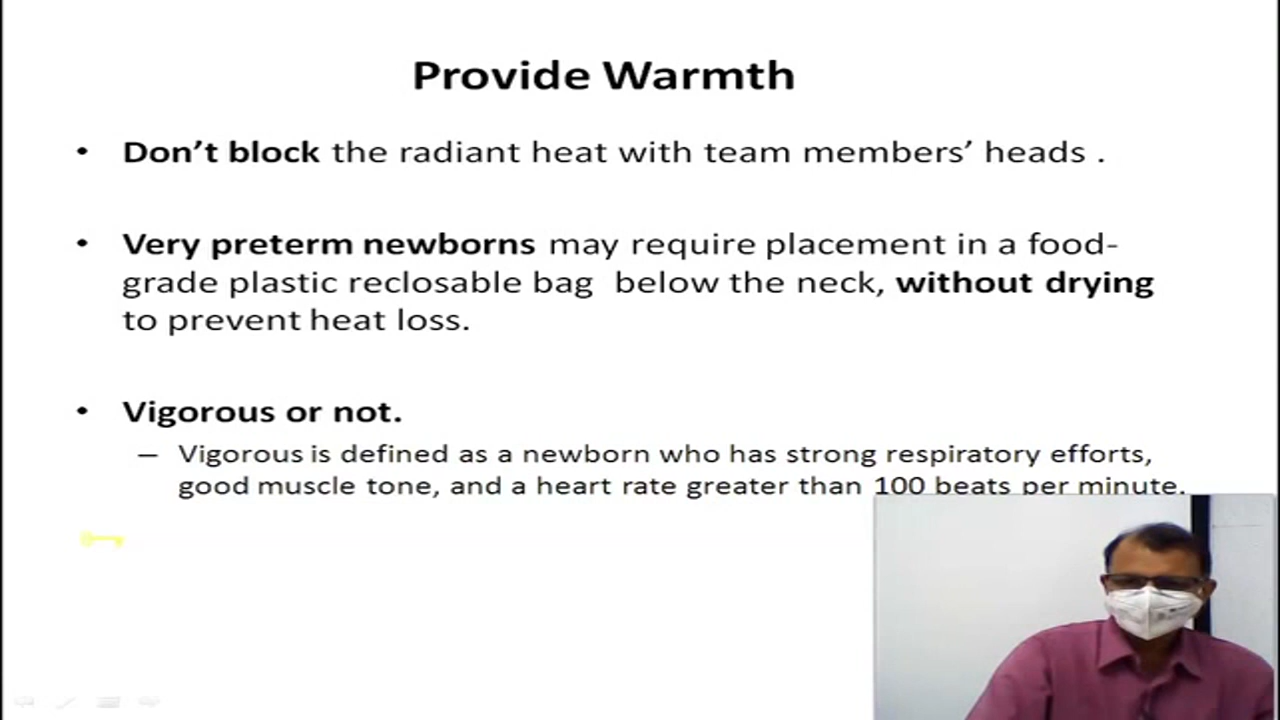 Provide Warmth
• Don’t block the radiant heat with team members’ heads .
• Very preterm newborns may require placement in a food-
grade plastic reclosable bag below the neck, without drying
to prevent heat loss.
• Vigorous or not.
– Vigorous is defined as a newborn who has strong respiratory efforts,
good muscle tone, and a heart rate greater than 100 beats per minute.